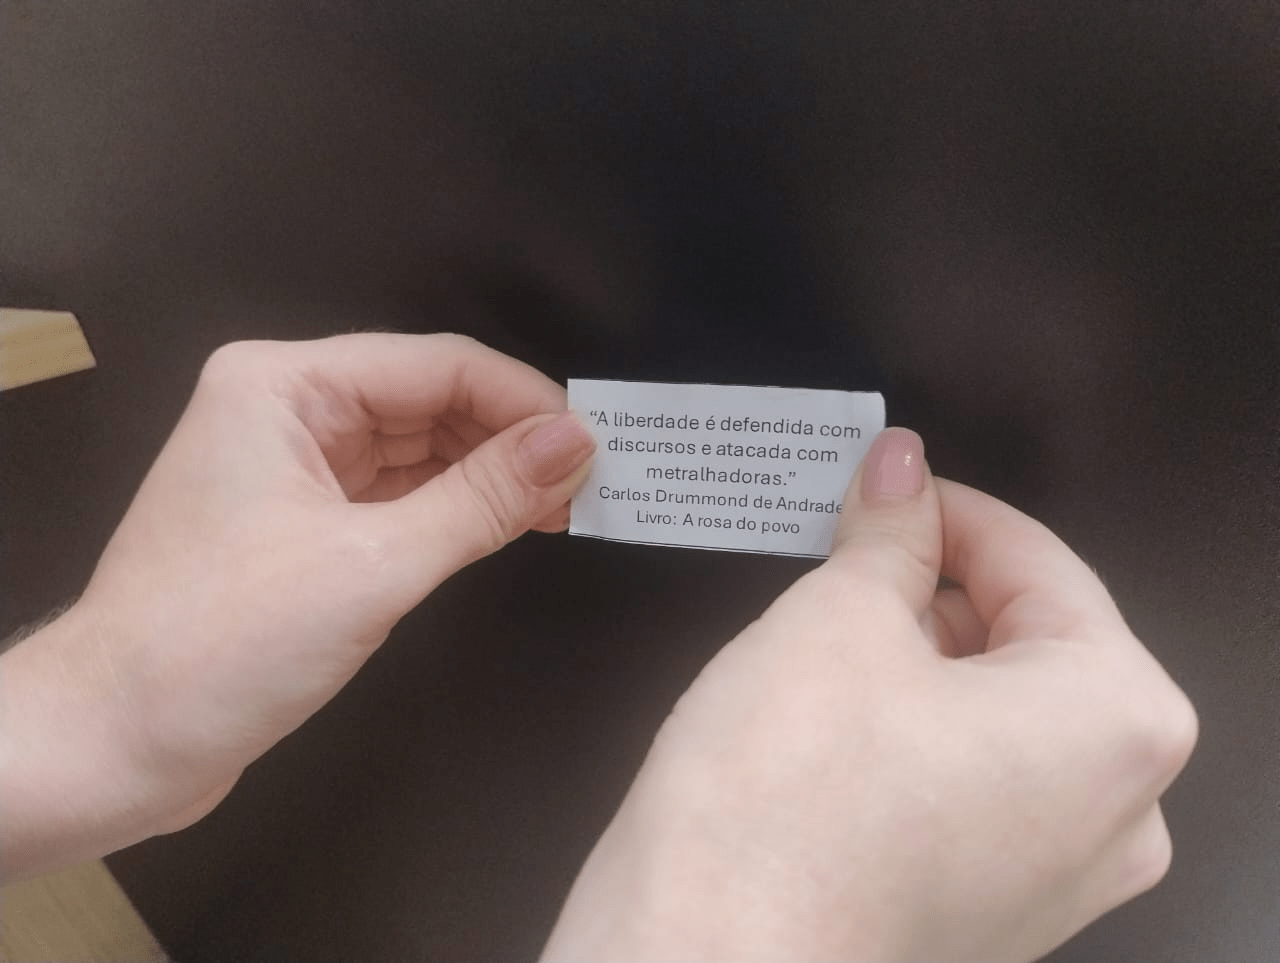 “A liberdade é defendida com
discursos e atacada com
metralhadoras.”
Carlos Drummond de Andrade
Livro: A rosa do povo